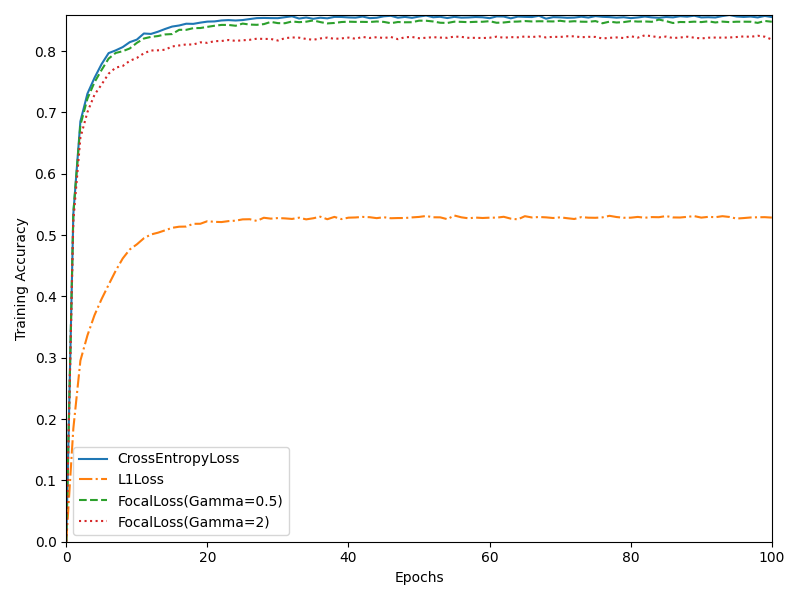 0.8
0.7
0.6
0.5
0.4
0.3
0.2
0.1
0.0
Training Accuracy
CrossEntropyLoss
L1Loss
FocalLoss(Gamma=0.5)
FocalLoss(Gamma=2)
0 20 40 60 80 100
Epochs